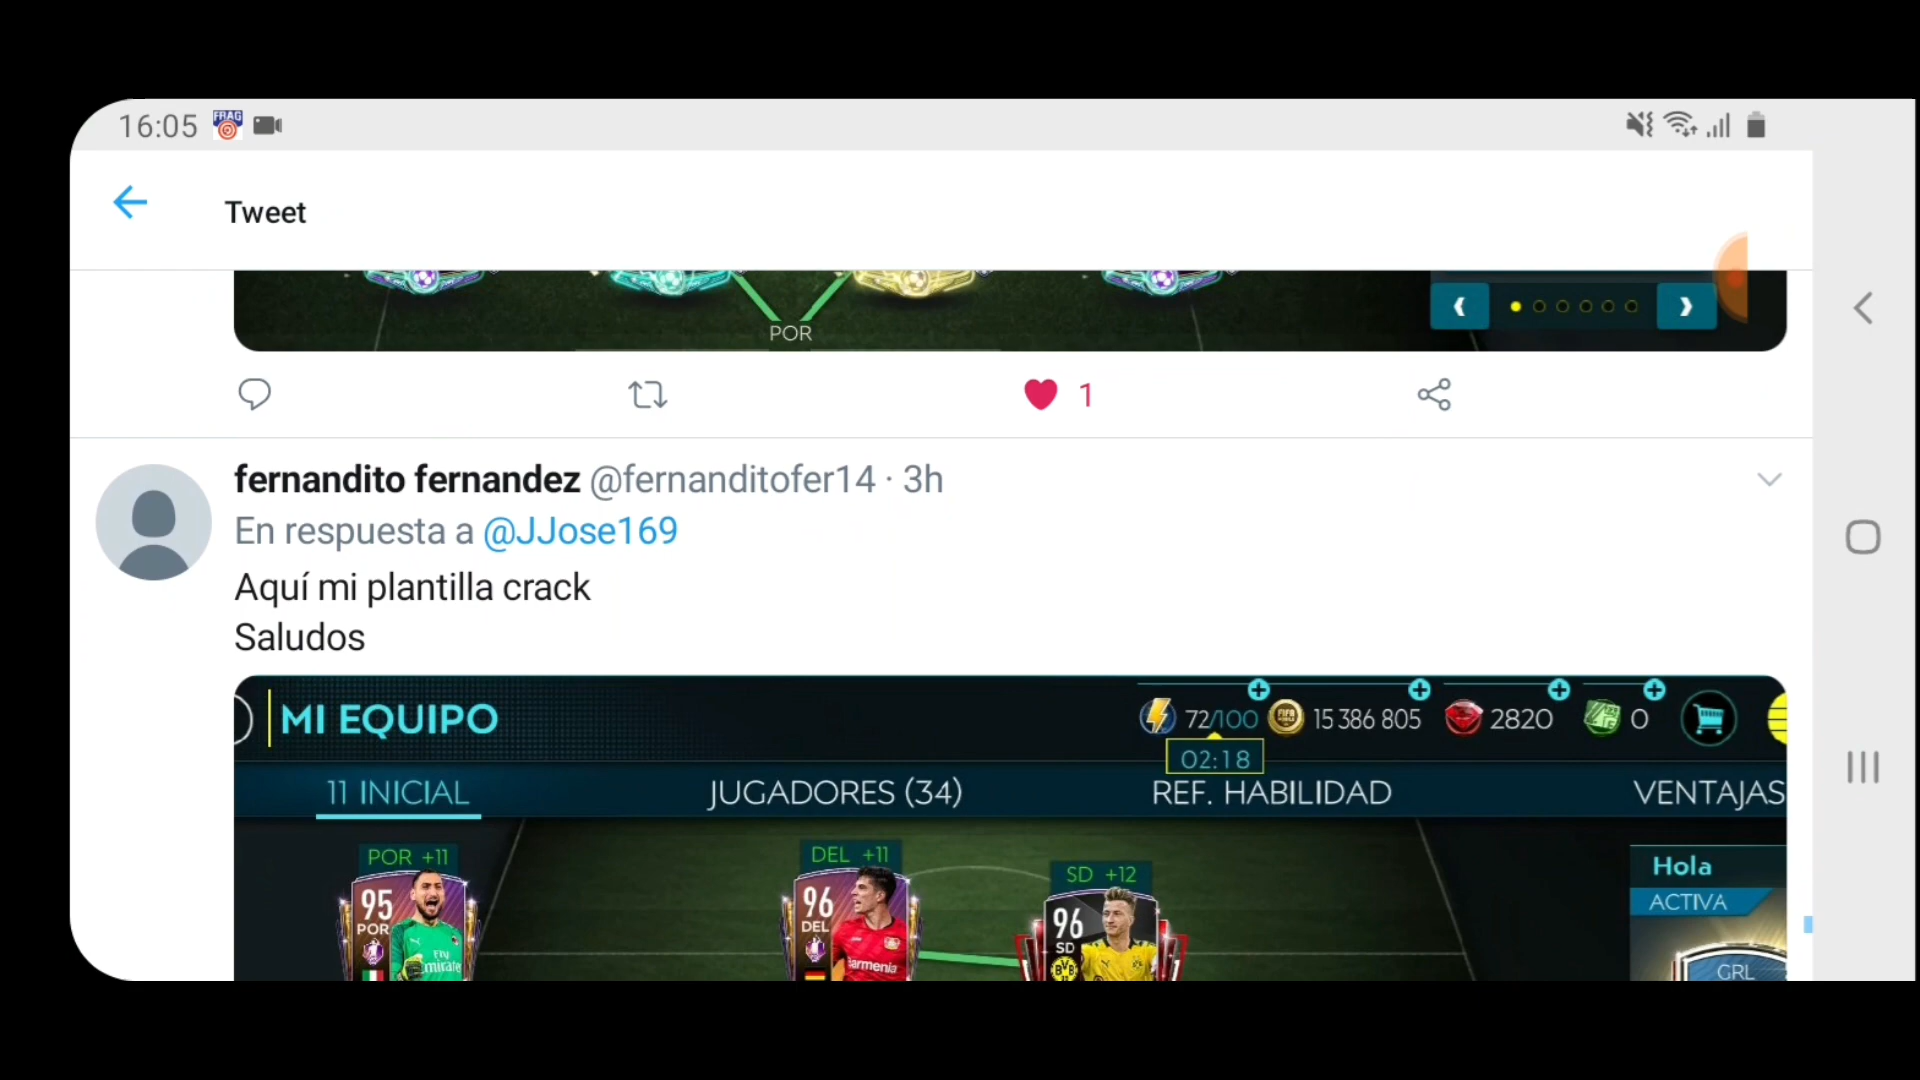 16:05 FRAG
Tweet
POR
1
fernandito fernandez @fernanditofer14 · 3h
En respuesta a @JJose169
Aquí mi plantilla crack
Saludos
MI EQUIPO
72/100 15 386 805 2820 0
02:18
11 INICIAL JUGADORES (34) REF. HABILIDAD VENTAJAS
POR +11 DEL +11 SD +12
Hola
ACTIVA
95 POR
96 DEL
96 SD
GRL